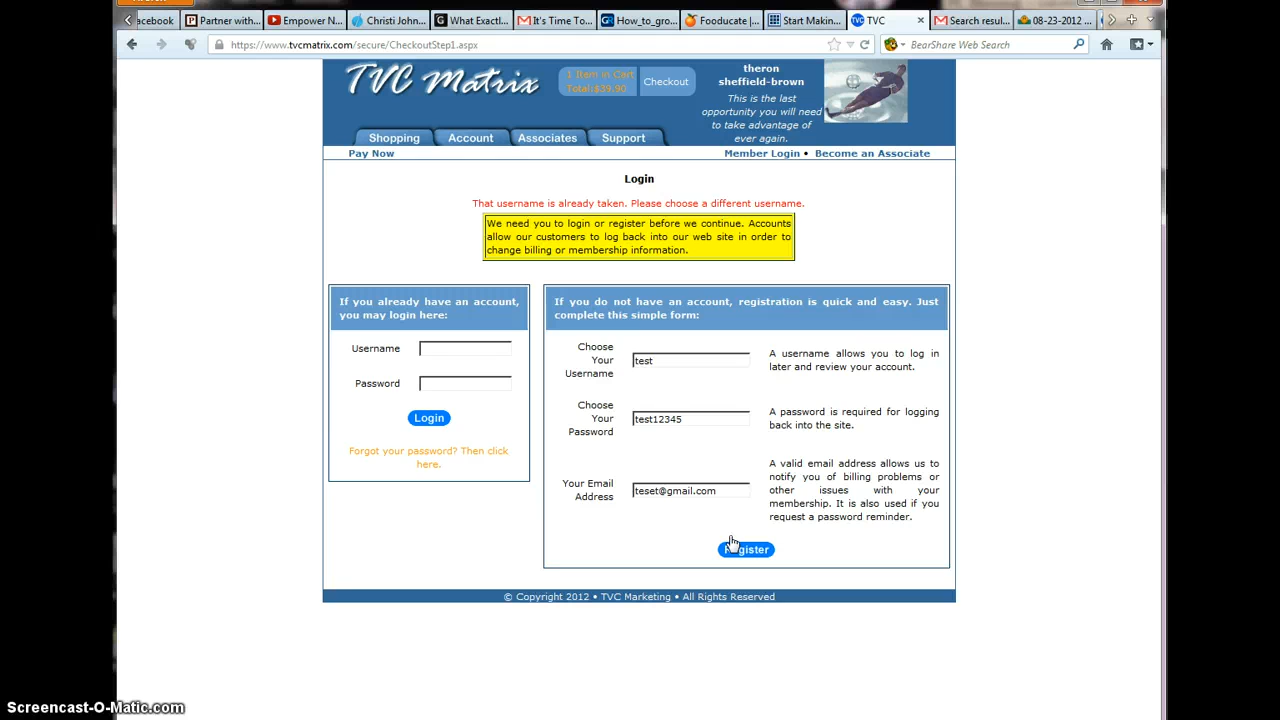 acebook
Partner with...
Empower N...
Christi John...
What Exactl...
It's Time To...
How_to_gro...
Fooducate |...
Start Makin...
TVC
Search resul...
08-23-2012 ...
https://www.tvcmatrix.com/secure/CheckoutStep1.aspx
BearShare Web Search
TVC Matrix
1 Item in Cart
Total:$39.90
Checkout
theron
sheffield-brown
This is the last
opportunity you will need
to take advantage of
ever again.
Shopping
Account
Associates
Support
Pay Now
Member Login • Become an Associate
Login
That username is already taken. Please choose a different username.
We need you to login or register before we continue. Accounts
allow our customers to log back into our web site in order to
change billing or membership information.
If you already have an account,
you may login here:
Username
Password
Login
Forgot your password? Then click
here.
If you do not have an account, registration is quick and easy. Just
complete this simple form:
Choose
Your
Username
test
A username allows you to log in
later and review your account.
Choose
Your
Password
test12345
A password is required for logging
back into the site.
Your Email
Address
teset@gmail.com
A valid email address allows us to
notify you of billing problems or
other issues with your
membership. It is also used if you
request a password reminder.
Register
© Copyright 2012 • TVC Marketing • All Rights Reserved
Screencast-O-Matic.com